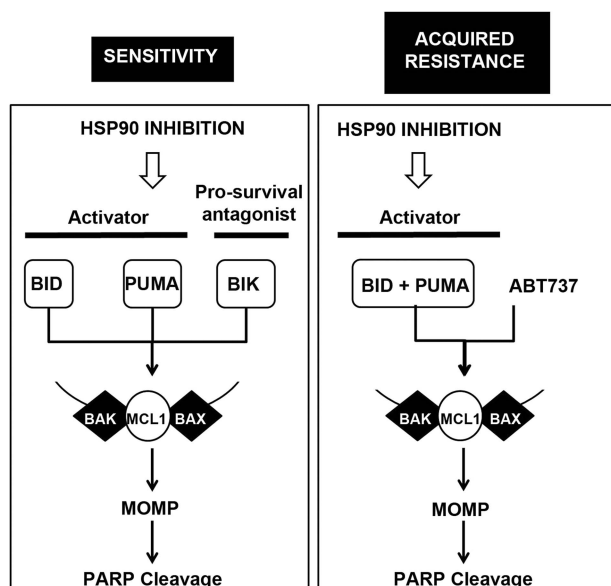 SENSITIVITY
HSP90 INHIBITION
Pro-survival
antagonist
Activator
BID
PUMA
BIK
BAK
MCL1
BAX
MOMP
PARP Cleavage
ACQUIRED
RESISTANCE
HSP90 INHIBITION
Activator
BID + PUMA
ABT737
BAK
MCL1
BAX
MOMP
PARP Cleavage